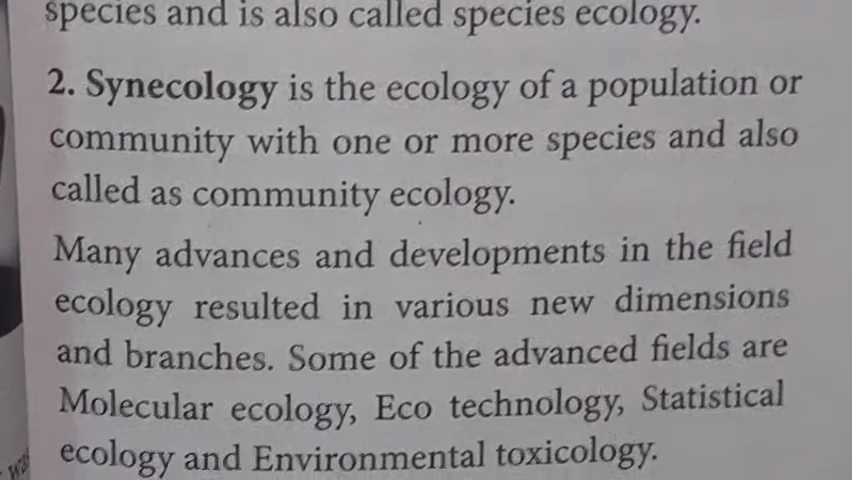 species and is also called species ecology.
2. Synecology is the ecology of a population or
community with one or more species and also
called as community ecology.
Many advances and developments in the field
ecology resulted in various new dimensions
and branches. Some of the advanced fields are
Molecular ecology, Eco technology, Statistical
ecology and Environmental toxicology.